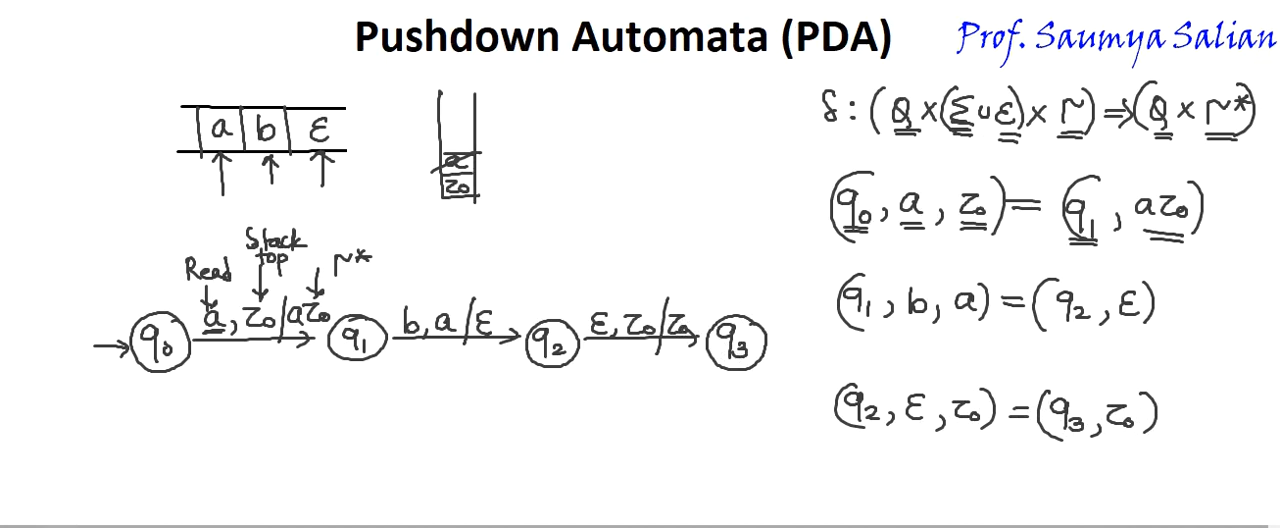 Pushdown Automata (PDA)
Prof. Saumya Salian
a b ε
a
z₀
δ : (Q × (Σ ∪ ε) × Γ) ⇒ (Q × Γ*)
(q₀, a, z₀) = (q₁, az₀)
(q₁, b, a) = (q₂, ε)
(q₂, ε, z₀) = (q₃, z₀)
Read
Stack
top
Γ*
a, z₀/az₀
b, a/ε
ε, z₀/z₀
q₀ q₁ q₂ q₃